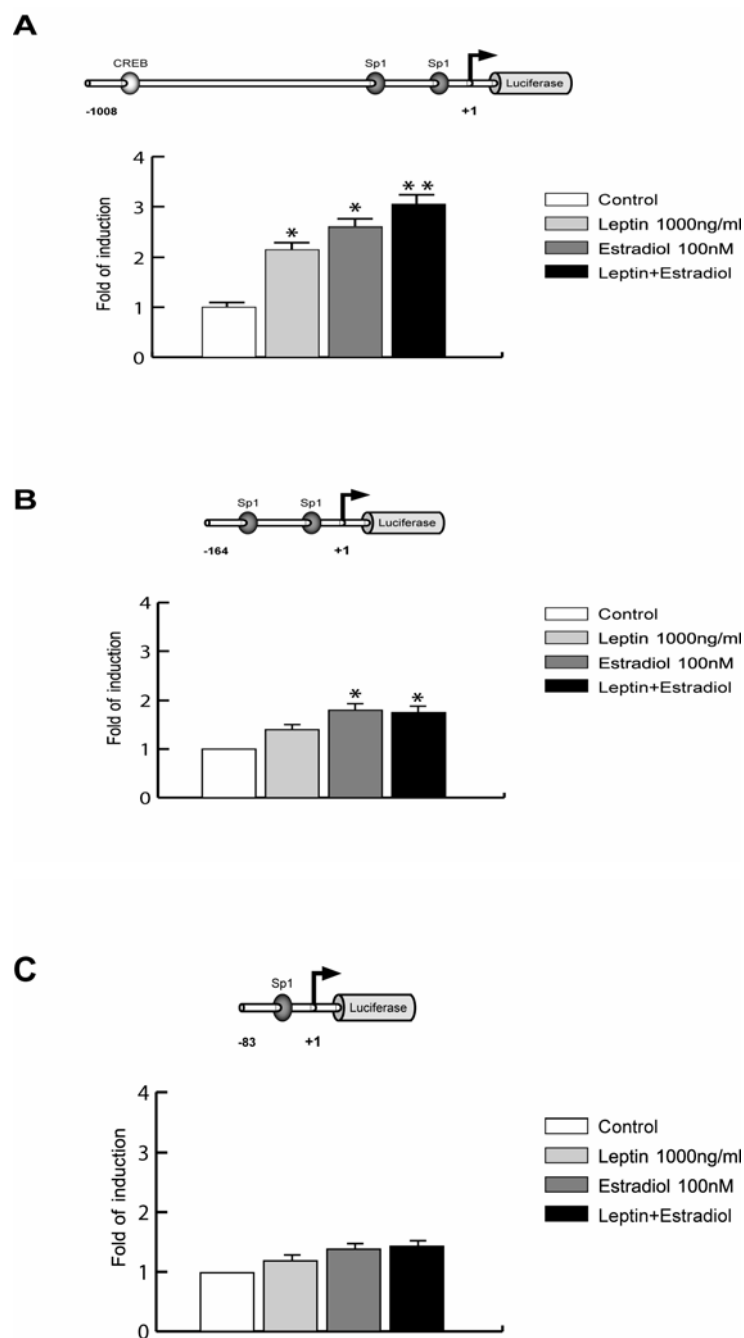 A
CREB Sp1 Sp1
Luciferase
-1008 +1
4
3
2
1
0
Fold of induction
* * * *
Control
Leptin 1000ng/ml
Estradiol 100nM
Leptin+Estradiol
B
Sp1 Sp1
Luciferase
-164 +1
4
3
2
1
0
Fold of induction
* *
Control
Leptin 1000ng/ml
Estradiol 100nM
Leptin+Estradiol
C
Sp1
Luciferase
-83 +1
4
3
2
1
0
Fold of induction
Control
Leptin 1000ng/ml
Estradiol 100nM
Leptin+Estradiol